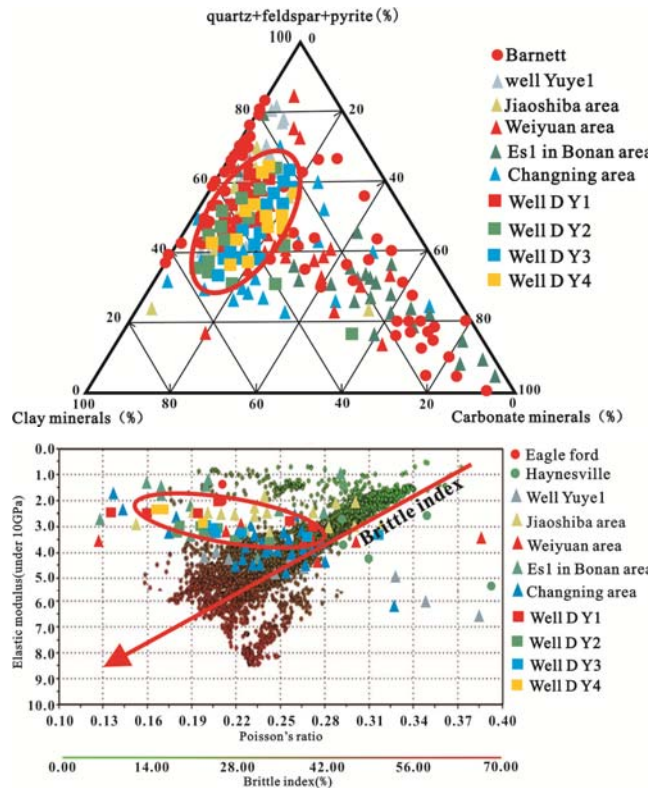 quartz+feldspar+pyrite(%)
100 0
80 20
60 40
40 60
20 80
0 100
100 80 60 40 20 0
Clay minerals (%) Carbonate minerals(%)
Barnett
well Yuye1
Jiaoshiba area
Weiyuan area
Es1 in Bonan area
Changning area
Well D Y1
Well D Y2
Well D Y3
Well D Y4
Elastic modulus(under 10GPa)
0.0
1.0
2.0
3.0
4.0
5.0
6.0
7.0
8.0
9.0
10.0
Brittle index
0.10 0.13 0.16 0.19 0.22 0.25 0.28 0.31 0.34 0.37 0.40
Poisson's ratio
Eagle ford
Haynesville
Well Yuye1
Jiaoshiba area
Weiyuan area
Es1 in Bonan area
Changning area
Well D Y1
Well D Y2
Well D Y3
Well D Y4
0.00 14.00 28.00 42.00 56.00 70.00
Brittle index(%)